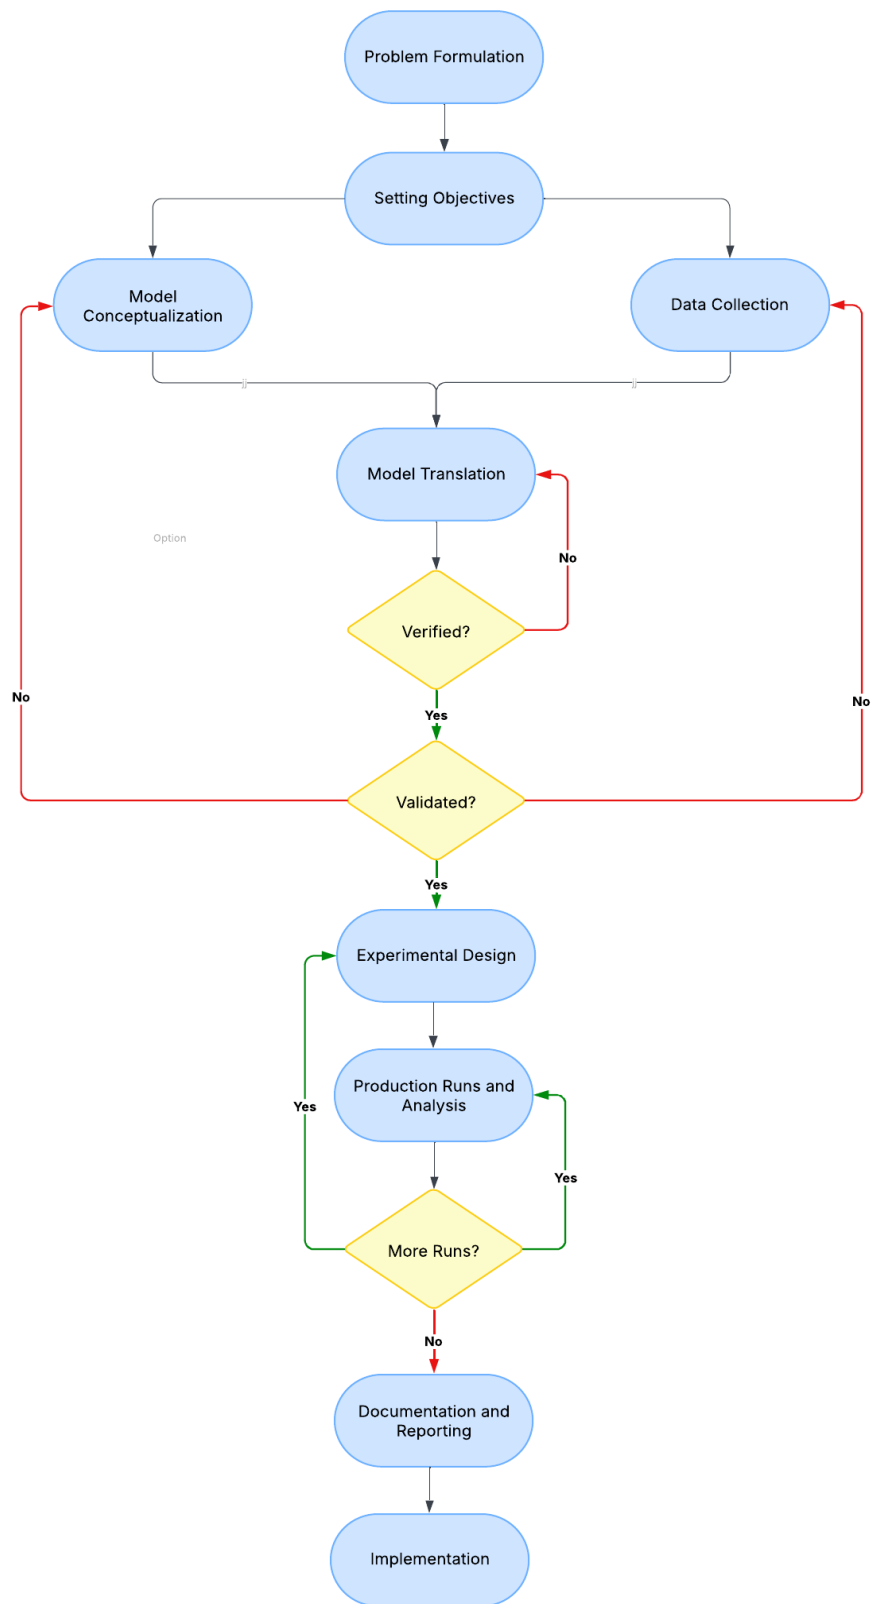 Problem Formulation
Setting Objectives
Model
Conceptualization
Data Collection
Model Translation
Option
No
Verified?
No
No
Yes
Validated?
Yes
Experimental Design
Production Runs and
Analysis
Yes
Yes
More Runs?
No
Documentation and
Reporting
Implementation